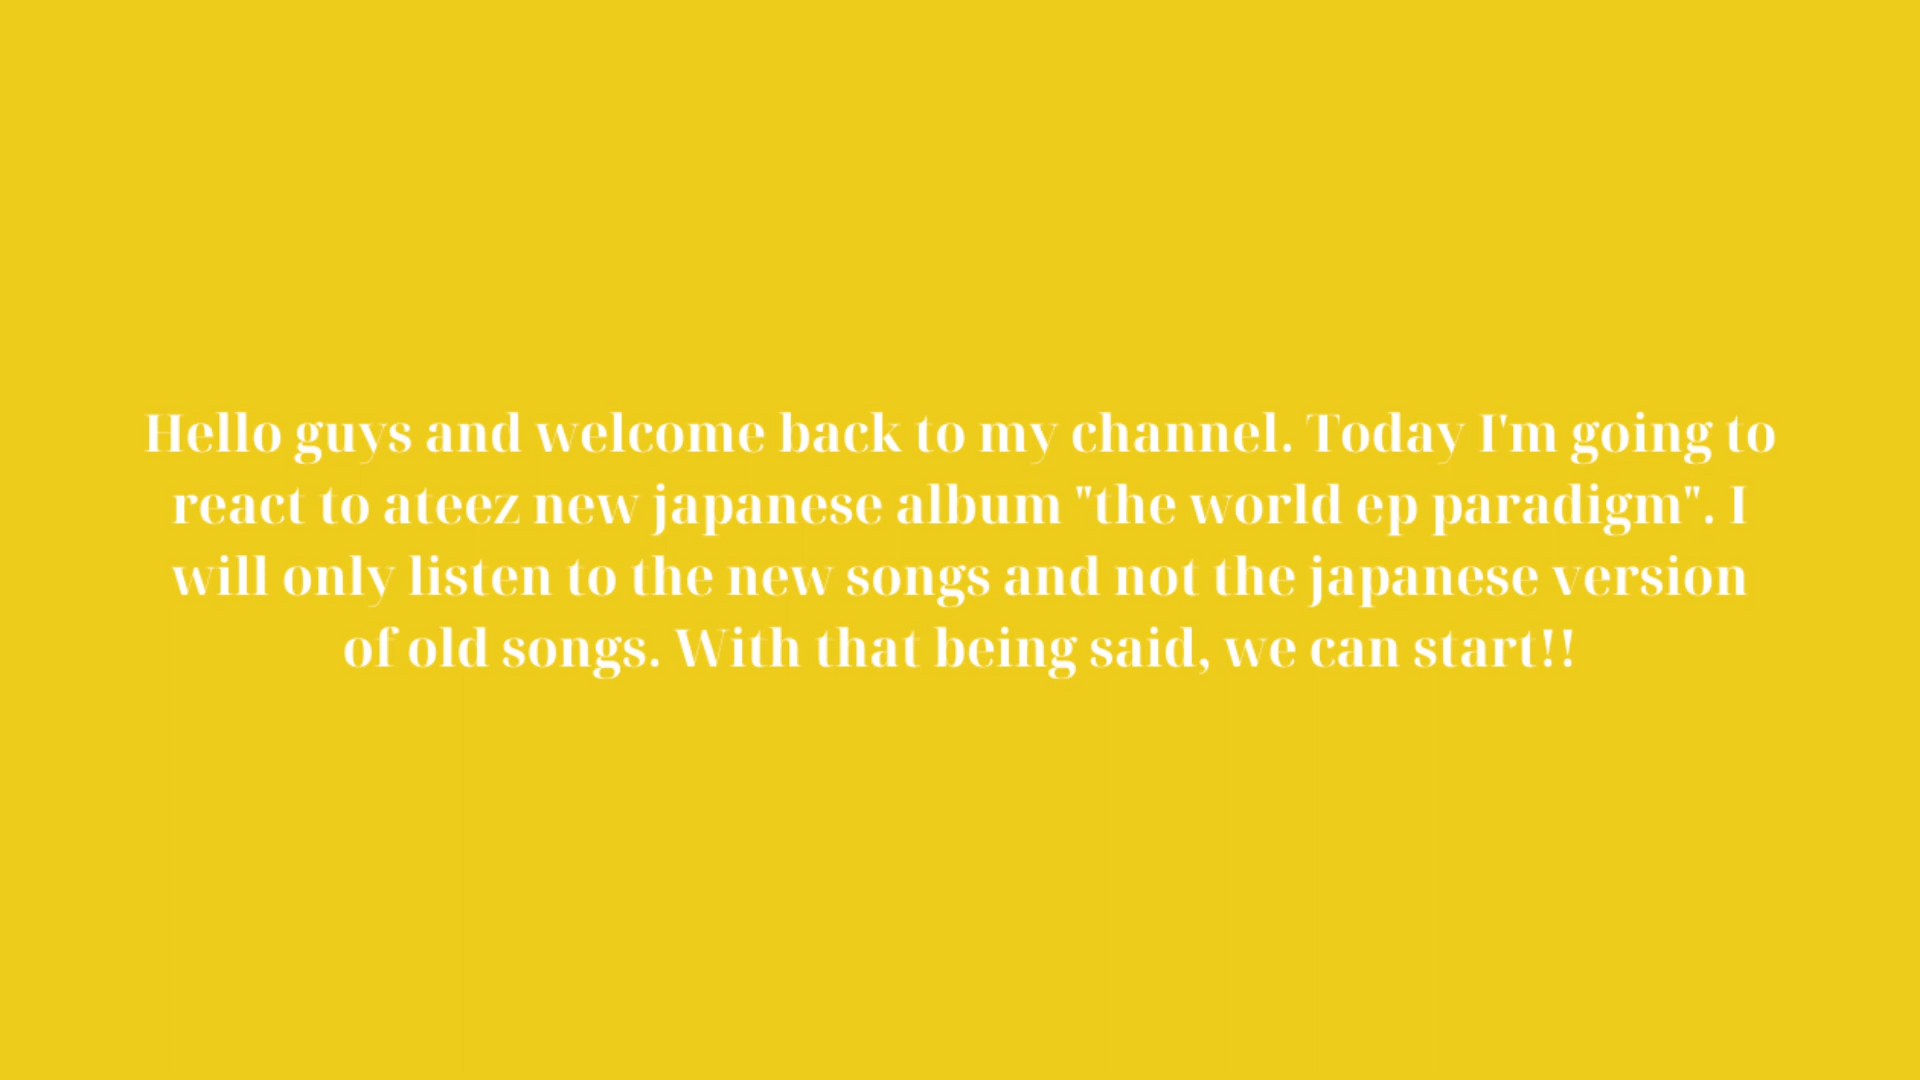 Hello guys and welcome back to my channel. Today I'm going to
react to ateez new japanese album "the world ep paradigm". I
will only listen to the new songs and not the japanese version
of old songs. With that being said, we can start!!